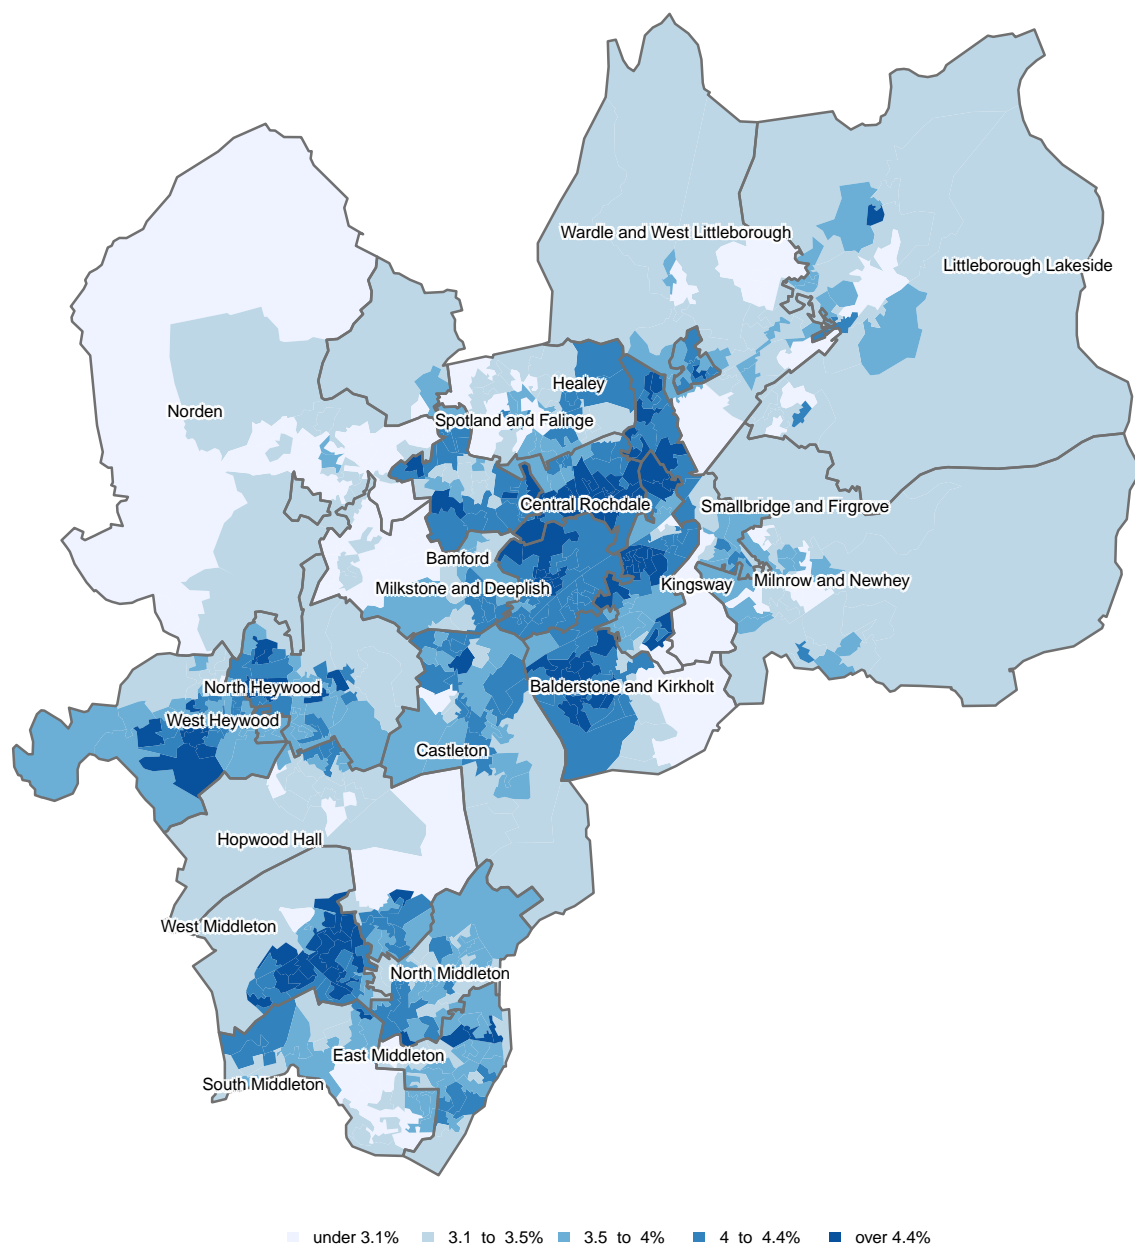 Wardle and West Littleborough
Littleborough Lakeside
Healey
Norden
Spotland and Falinge
Central Rochdale
Smallbridge and Firgrove
Bamford
Milkstone and Deeplish
Kingsway
Milnrow and Newhey
North Heywood
Balderstone and Kirkholt
West Heywood
Castleton
Hopwood Hall
West Middleton
North Middleton
East Middleton
South Middleton
under 3.1% 3.1 to 3.5% 3.5 to 4% 4 to 4.4% over 4.4%